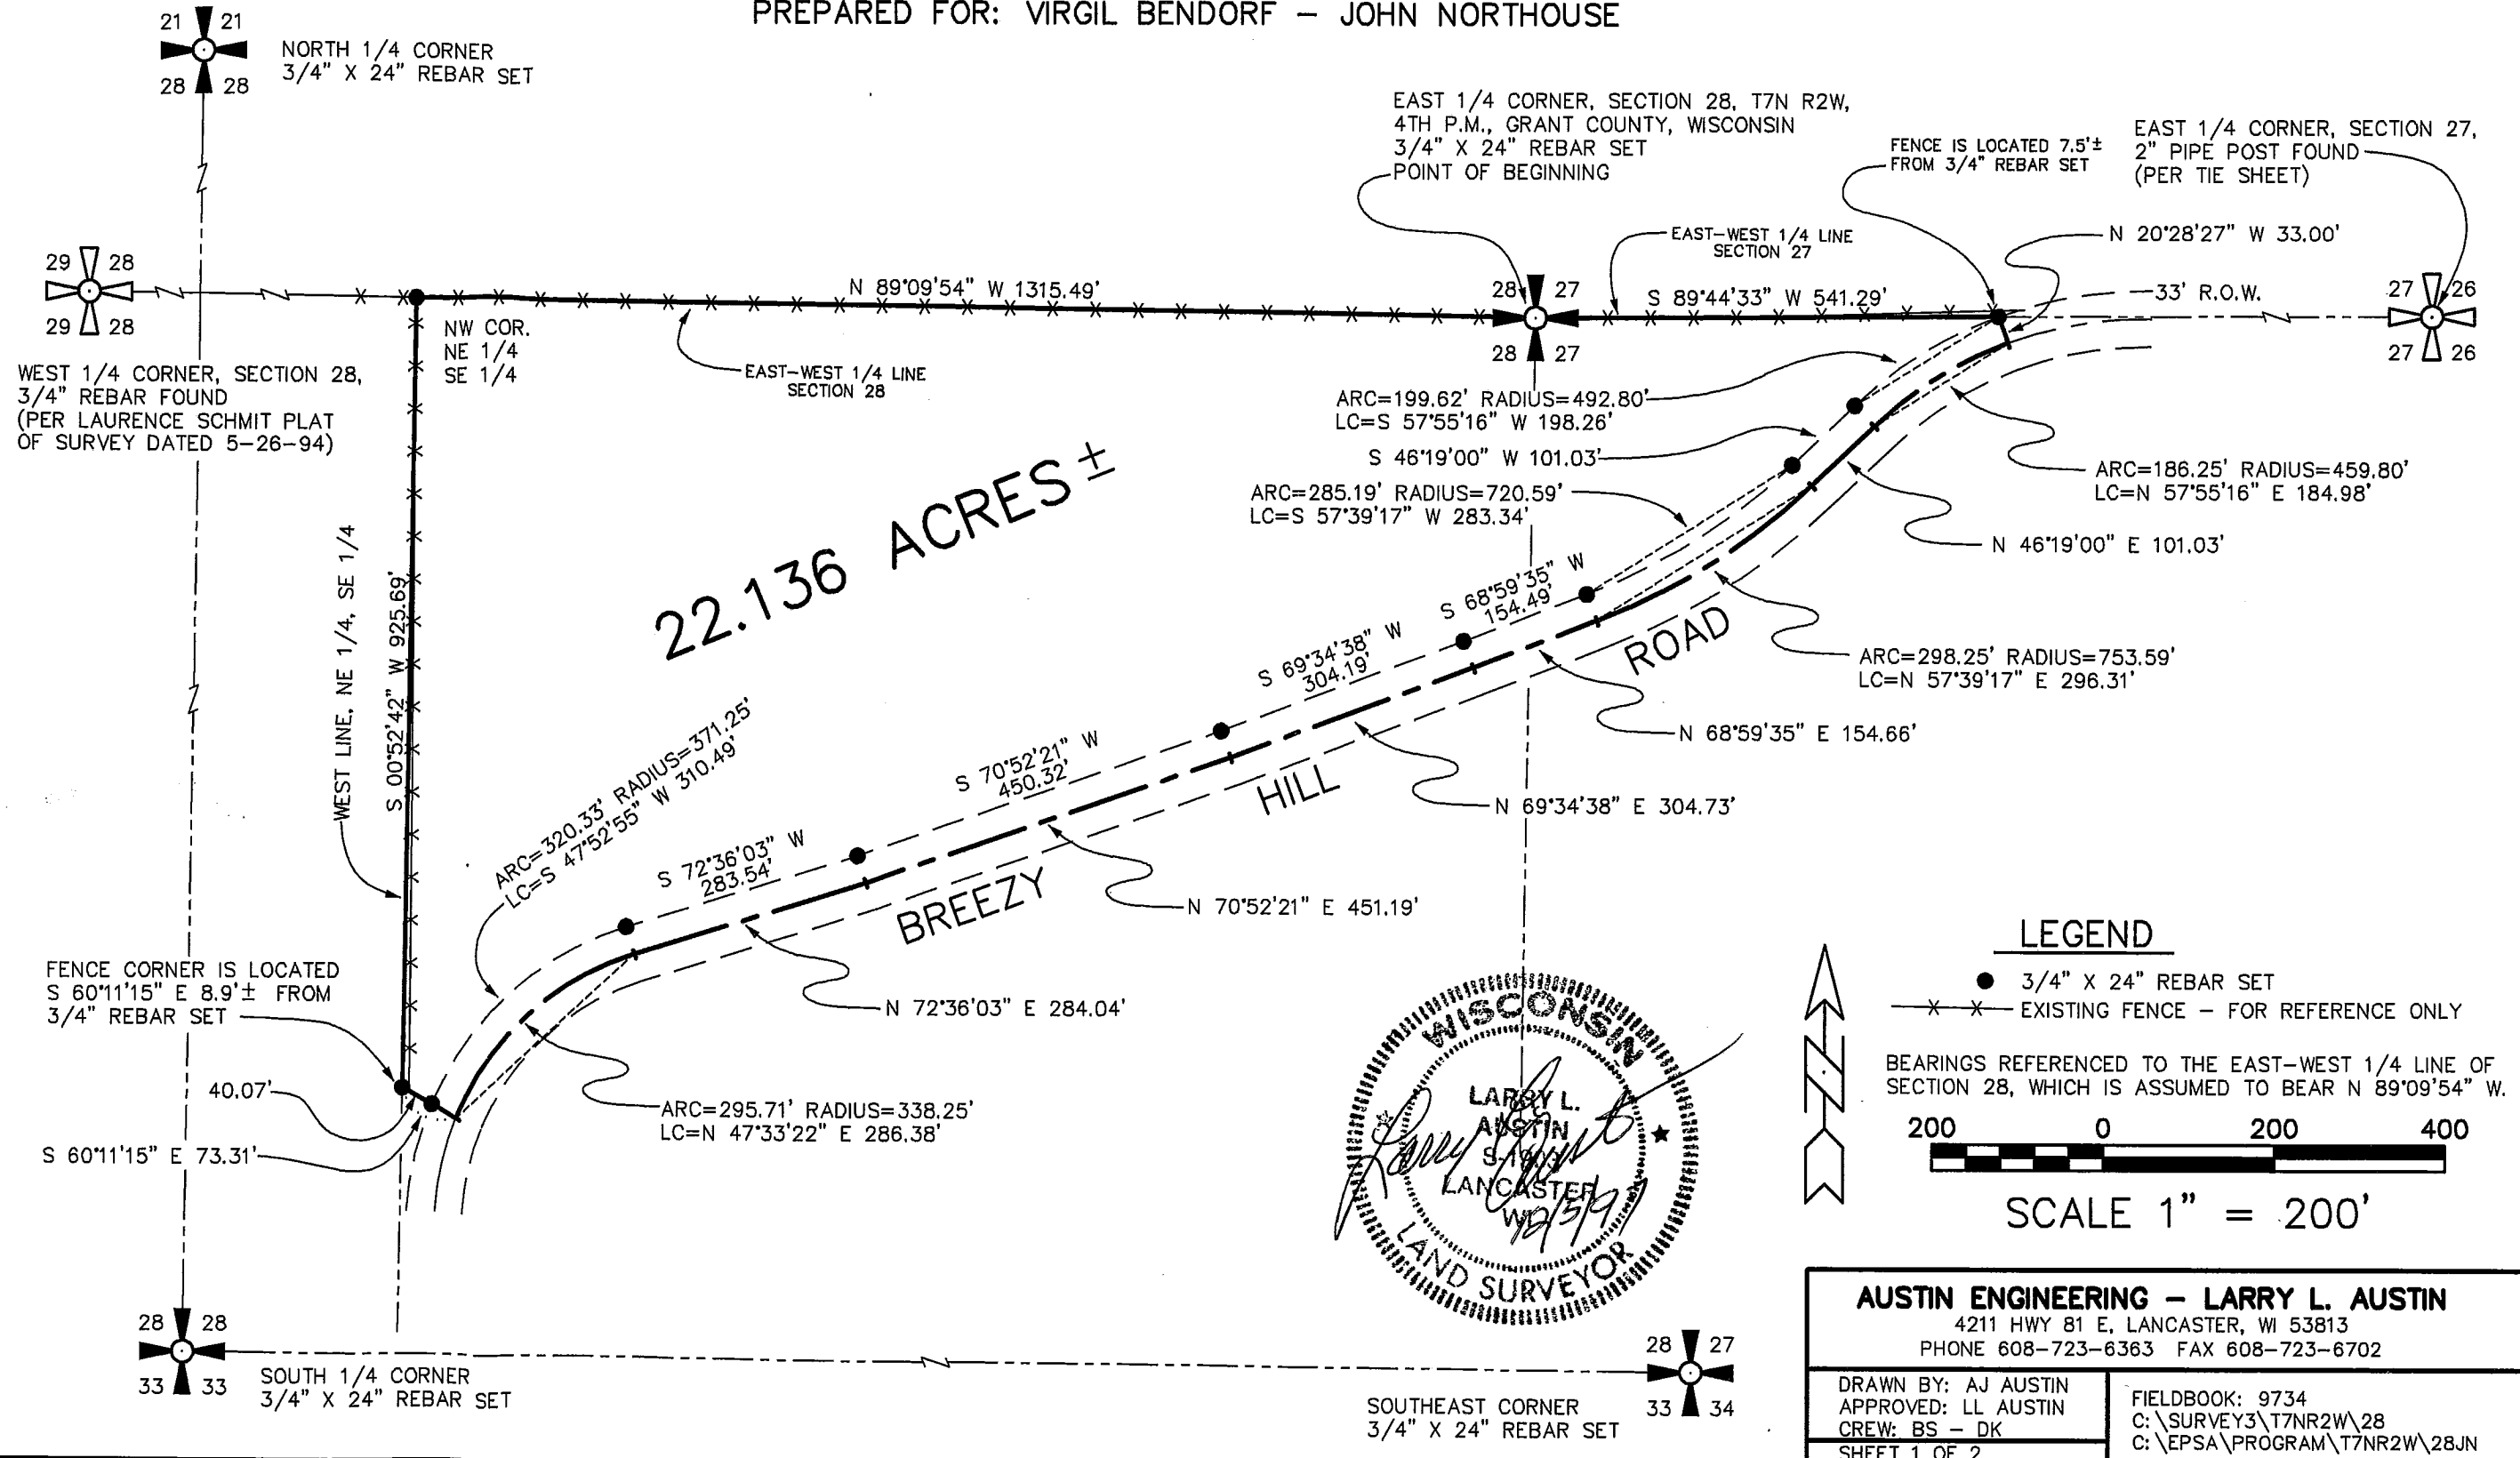 PREPARED FOR: VIRGIL BENDORF – JOHN NORTHOUSE
21 21
28 28
NORTH 1/4 CORNER
3/4" X 24" REBAR SET
EAST 1/4 CORNER, SECTION 28, T7N R2W,
4TH P.M., GRANT COUNTY, WISCONSIN
3/4" X 24" REBAR SET
POINT OF BEGINNING
FENCE IS LOCATED 7.5'±
FROM 3/4" REBAR SET
EAST 1/4 CORNER, SECTION 27,
2" PIPE POST FOUND
(PER TIE SHEET)
N 20°28'27" W 33.00'
EAST–WEST 1/4 LINE
SECTION 27
33' R.O.W.
29 28
29 28
N 89°09'54" W 1315.49'
28 27
28 27
S 89°44'33" W 541.29'
27 26
27 26
NW COR.
NE 1/4
SE 1/4
EAST–WEST 1/4 LINE
SECTION 28
WEST 1/4 CORNER, SECTION 28,
3/4" REBAR FOUND
(PER LAURENCE SCHMIT PLAT
OF SURVEY DATED 5–26–94)
ARC=199.62' RADIUS=492.80'
LC=S 57°55'16" W 198.26'
S 46°19'00" W 101.03'
ARC=285.19' RADIUS=720.59'
LC=S 57°39'17" W 283.34'
ARC=186.25' RADIUS=459.80'
LC=N 57°55'16" E 184.98'
N 46°19'00" E 101.03'
22.136 ACRES ±
WEST LINE, NE 1/4, SE 1/4
S 00°52'42" W 925.69'
S 68°59'35" W
154.49'
S 69°34'38" W
304.19'
S 70°52'21" W
450.32'
S 72°36'03" W
283.54'
ARC=320.33' RADIUS=371.25'
LC=S 47°52'55" W 310.49'
BREEZY HILL ROAD
ARC=298.25' RADIUS=753.59'
LC=N 57°39'17" E 296.31'
N 68°59'35" E 154.66'
N 69°34'38" E 304.73'
N 70°52'21" E 451.19'
N 72°36'03" E 284.04'
ARC=295.71' RADIUS=338.25'
LC=N 47°33'22" E 286.38'
FENCE CORNER IS LOCATED
S 60°11'15" E 8.9'± FROM
3/4" REBAR SET
40.07'
S 60°11'15" E 73.31'
LEGEND
3/4" X 24" REBAR SET
EXISTING FENCE – FOR REFERENCE ONLY
N
BEARINGS REFERENCED TO THE EAST–WEST 1/4 LINE OF
SECTION 28, WHICH IS ASSUMED TO BEAR N 89°09'54" W.
200 0 200 400
SCALE 1" = 200'
WISCONSIN
LARRY L.
AUSTIN
LANCASTER
LAND SURVEYOR
28 28
33 33
SOUTH 1/4 CORNER
3/4" X 24" REBAR SET
28 27
33 34
SOUTHEAST CORNER
3/4" X 24" REBAR SET
AUSTIN ENGINEERING – LARRY L. AUSTIN
4211 HWY 81 E, LANCASTER, WI 53813
PHONE 608–723–6363 FAX 608–723–6702
DRAWN BY: AJ AUSTIN
APPROVED: LL AUSTIN
CREW: BS – DK
SHEET 1 OF 2
FIELDBOOK: 9734
C:\SURVEY3\T7NR2W\28
C:\EPSA\PROGRAM\T7NR2W\28JN